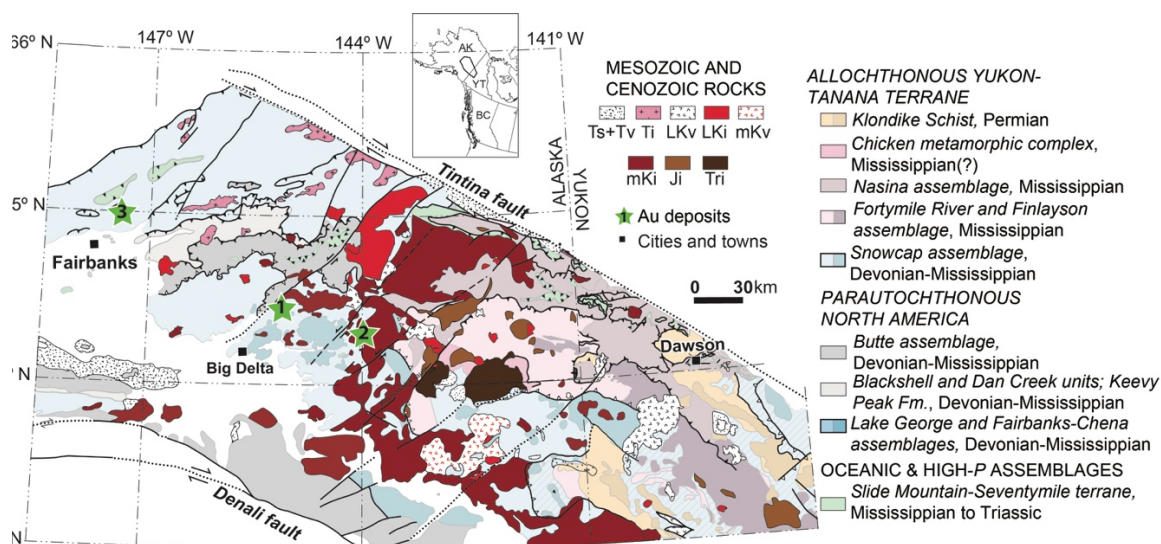 66° N
147° W
144° W
141° W
AK
YT
BC
5° N
N
N
Tintina fault
ALASKA
YUKON
3
Fairbanks
1
2
Big Delta
Dawson
Denali fault
MESOZOIC AND
CENOZOIC ROCKS
Ts+Tv Ti LKv LKi mKv
mKi Ji Tri
1 Au deposits
Cities and towns
0 30km
ALLOCHTHONOUS YUKON-
TANANA TERRANE
Klondike Schist, Permian
Chicken metamorphic complex,
Mississippian(?)
Nasina assemblage, Mississippian
Fortymile River and Finlayson
assemblage, Mississippian
Snowcap assemblage,
Devonian-Mississippian
PARAUTOCHTHONOUS
NORTH AMERICA
Butte assemblage,
Devonian-Mississippian
Blackshell and Dan Creek units; Keevy
Peak Fm., Devonian-Mississippian
Lake George and Fairbanks-Chena
assemblages, Devonian-Mississippian
OCEANIC & HIGH-P ASSEMBLAGES
Slide Mountain-Seventymile terrane,
Mississippian to Triassic